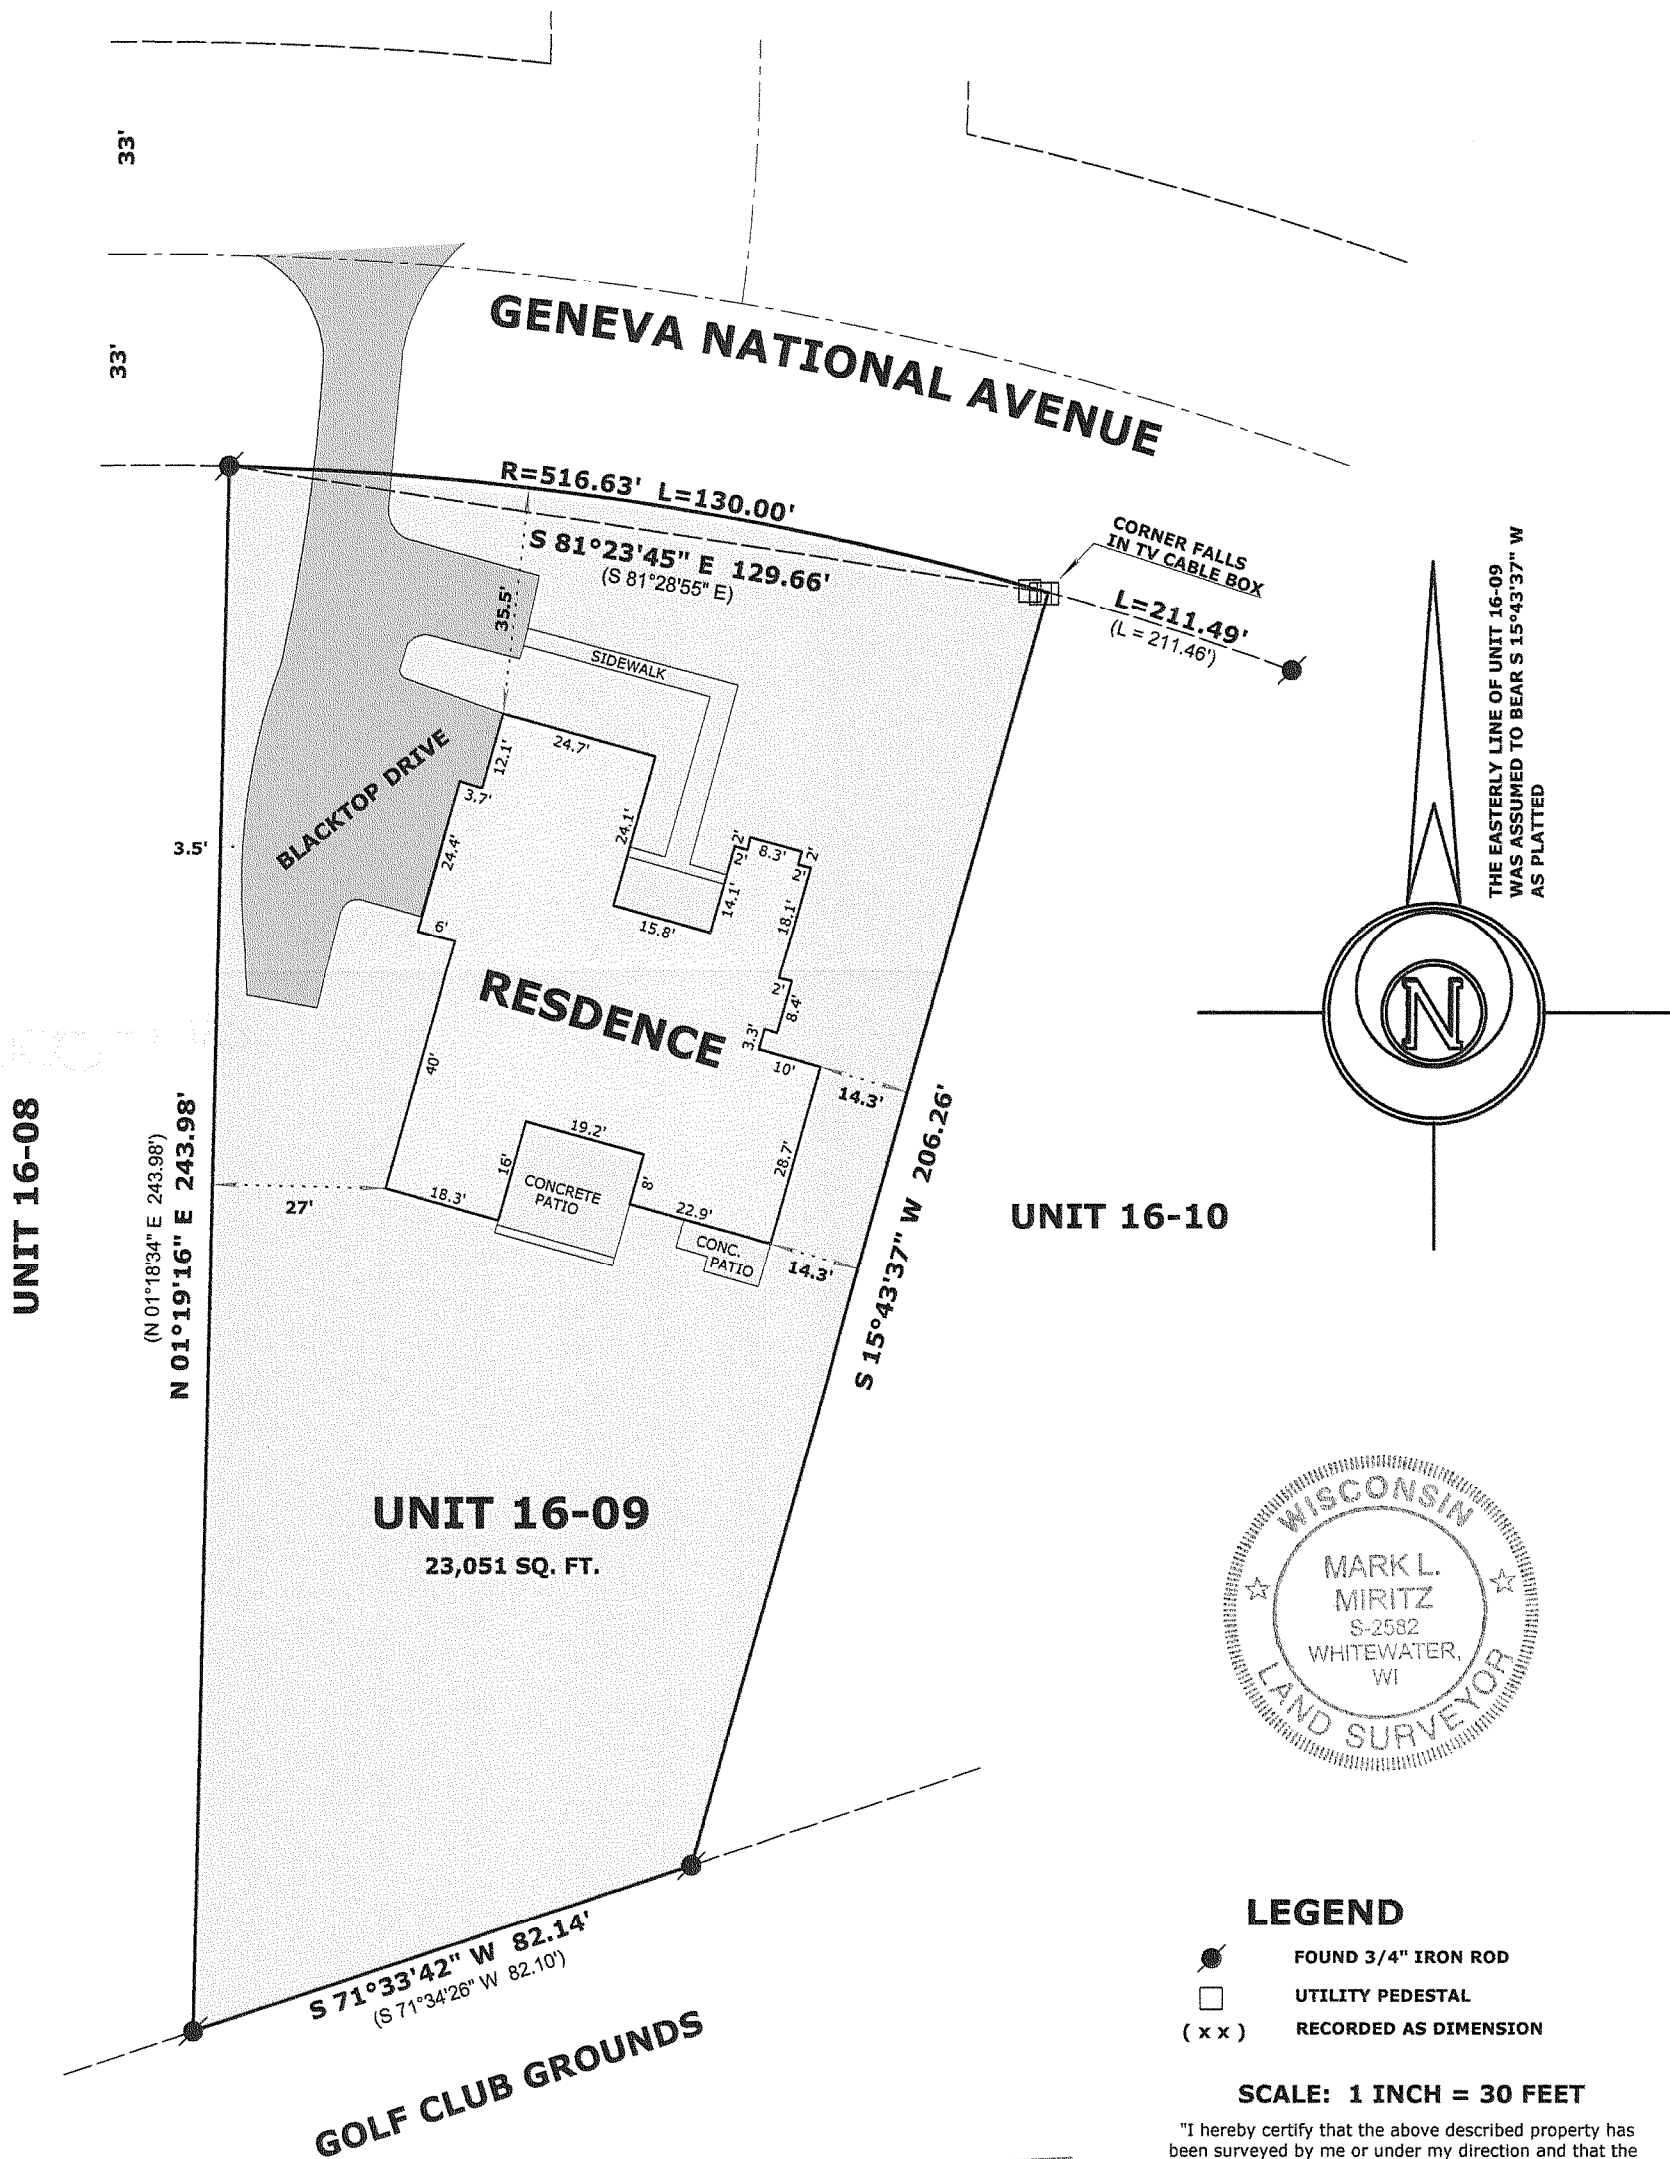 33'
33'
GENEVA NATIONAL AVENUE
R=516.63' L=130.00'
S 81°23'45" E 129.66'
(S 81°28'55" E)
CORNER FALLS
IN TV CABLE BOX
L=211.49'
(L = 211.46')
THE EASTERLY LINE OF UNIT 16-09
WAS ASSUMED TO BEAR S 15°43'37" W
AS PLATTED
35.5'
SIDEWALK
BLACKTOP DRIVE
12.1'
24.7'
3.7'
24.1'
24.4'
3.5'
2'
2'
8.3'
2'
2'
14.1'
18.1'
15.8'
6'
RESDENCE
2'
8.4'
3.3'
10'
14.3'
40'
N
19.2'
16'
CONCRETE
PATIO
8'
28.7'
18.3'
22.9'
CONC.
PATIO
14.3'
27'
UNIT 16-08
(N 01°18'34" E 243.98')
N 01°19'16" E 243.98'
S 15°43'37" W 206.26'
UNIT 16-10
UNIT 16-09
23,051 SQ. FT.
WISCONSIN
MARK L.
MIRITZ
S-2582
WHITEWATER,
WI
LAND SURVEYOR
S 71°33'42" W 82.14'
(S 71°34'26" W 82.10')
GOLF CLUB GROUNDS
LEGEND
FOUND 3/4" IRON ROD
UTILITY PEDESTAL
( x x ) RECORDED AS DIMENSION
SCALE: 1 INCH = 30 FEET
"I hereby certify that the above described property has
been surveyed by me or under my direction and that the